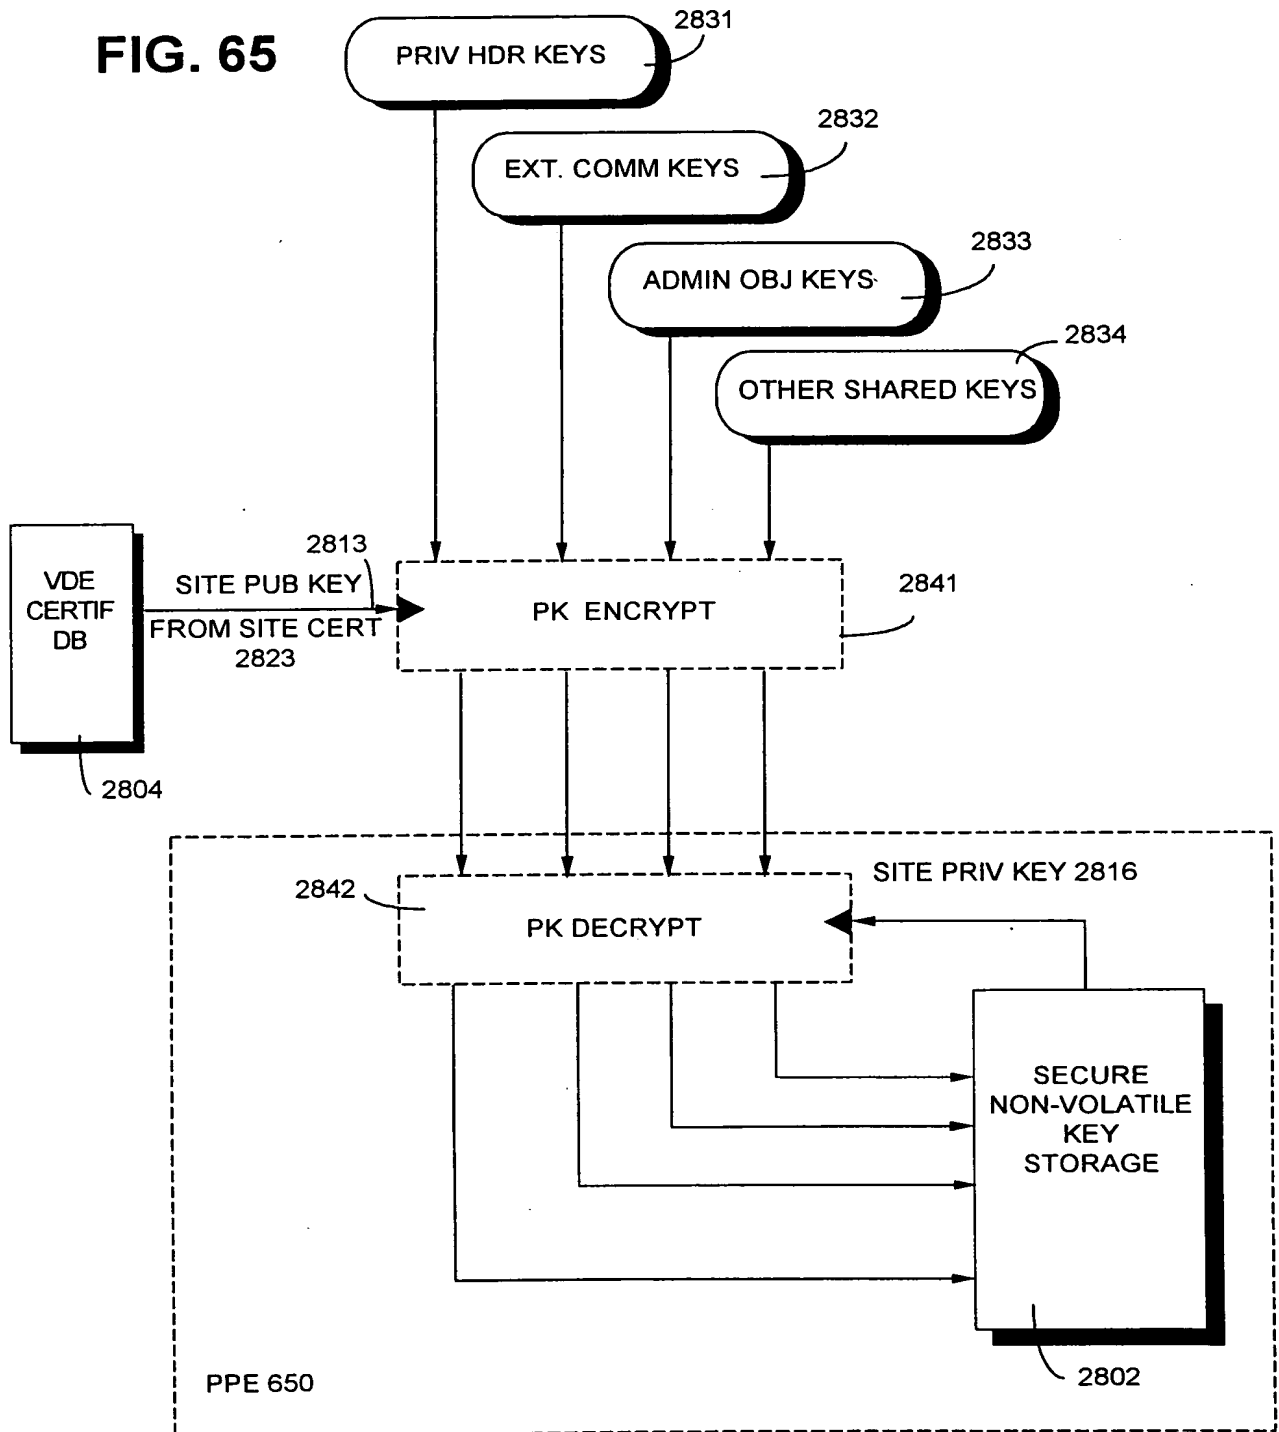 FIG. 65
2831
PRIV HDR KEYS
2832
EXT. COMM KEYS
2833
ADMIN OBJ KEYS
2834
OTHER SHARED KEYS
2813
SITE PUB KEY
FROM SITE CERT
2823
VDE
CERTIF
DB
2804
PK ENCRYPT
2841
SITE PRIV KEY 2816
2842
PK DECRYPT
SECURE
NON-VOLATILE
KEY
STORAGE
2802
PPE 650